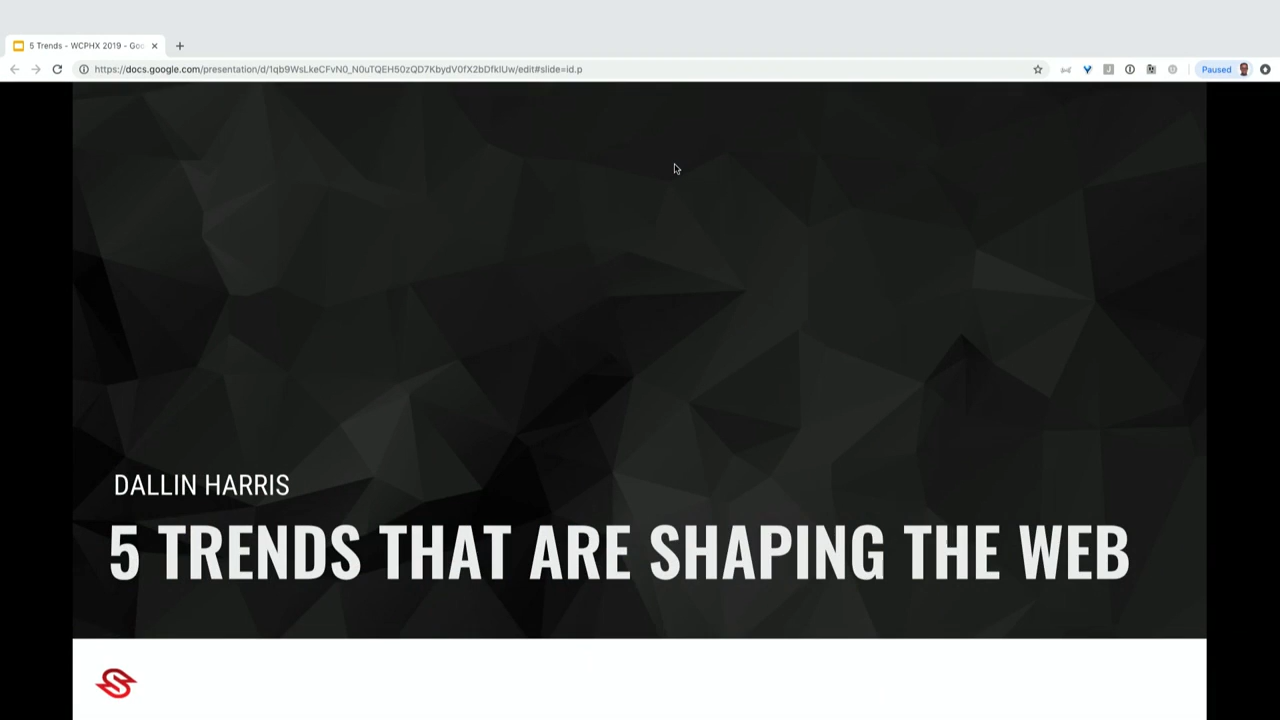 5 Trends - WCPHX 2019 - Goo
https://docs.google.com/presentation/d/1qb9WsLkeCFvN0_N0uTQEH50zQD7KbydV0fX2bDfklUw/edit#slide=id.p
Paused
DALLIN HARRIS
5 TRENDS THAT ARE SHAPING THE WEB